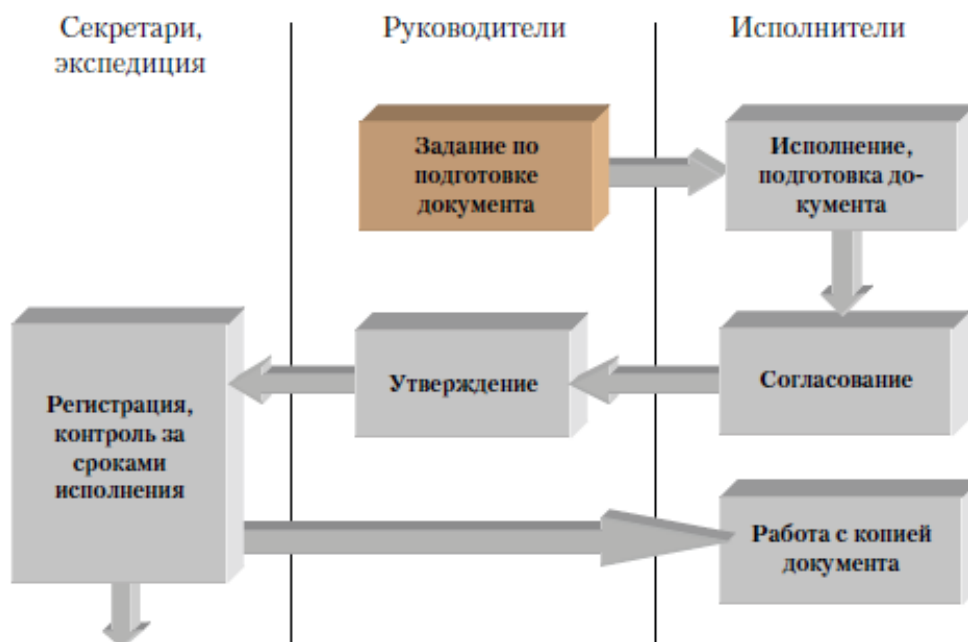 Секретари,
экспедиция
Руководители
Исполнители
Задание по
подготовке
документа
Исполнение,
подготовка до-
кумента
Регистрация,
контроль за
сроками
исполнения
Утверждение
Согласование
Работа с копией
документа